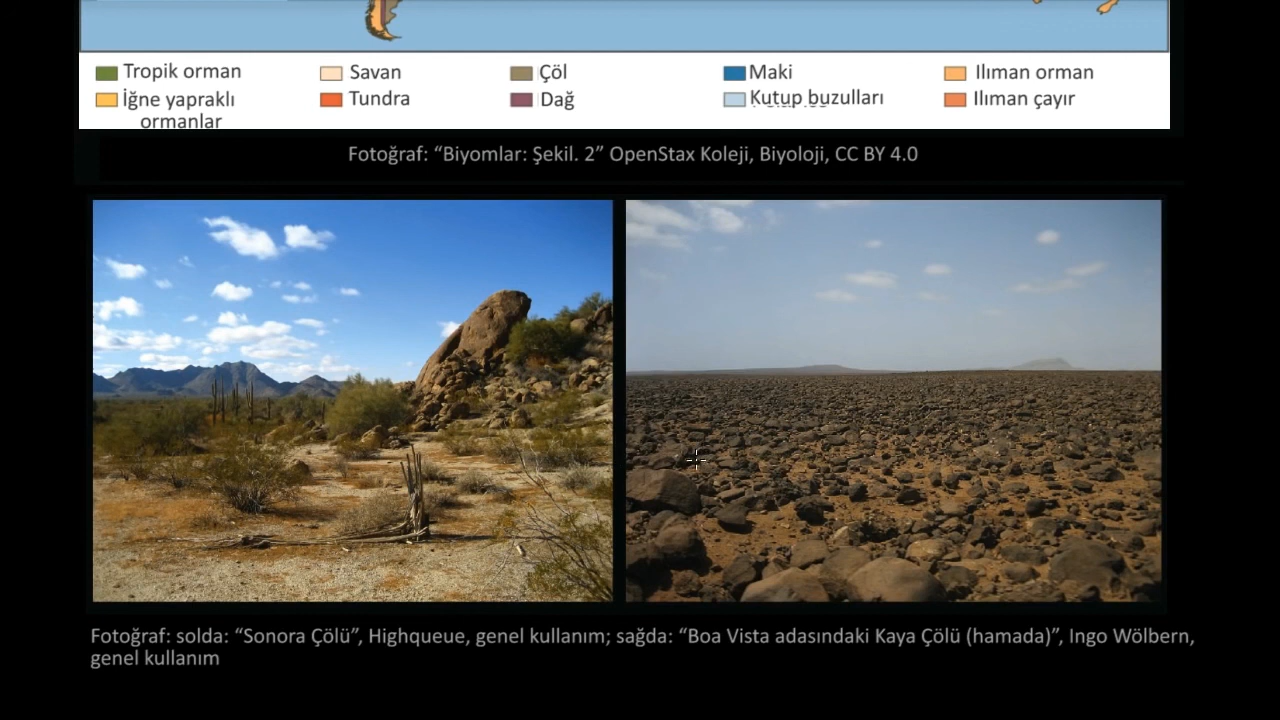 Tropik orman Savan Çöl Maki Ilıman orman
İğne yapraklı Tundra Dağ Kutup buzulları Ilıman çayır
ormanlar
Fotoğraf: “Biyomlar: Şekil. 2” OpenStax Koleji, Biyoloji, CC BY 4.0
Fotoğraf: solda: “Sonora Çölü”, Highqueue, genel kullanım; sağda: “Boa Vista adasındaki Kaya Çölü (hamada)”, Ingo Wölbern,
genel kullanım